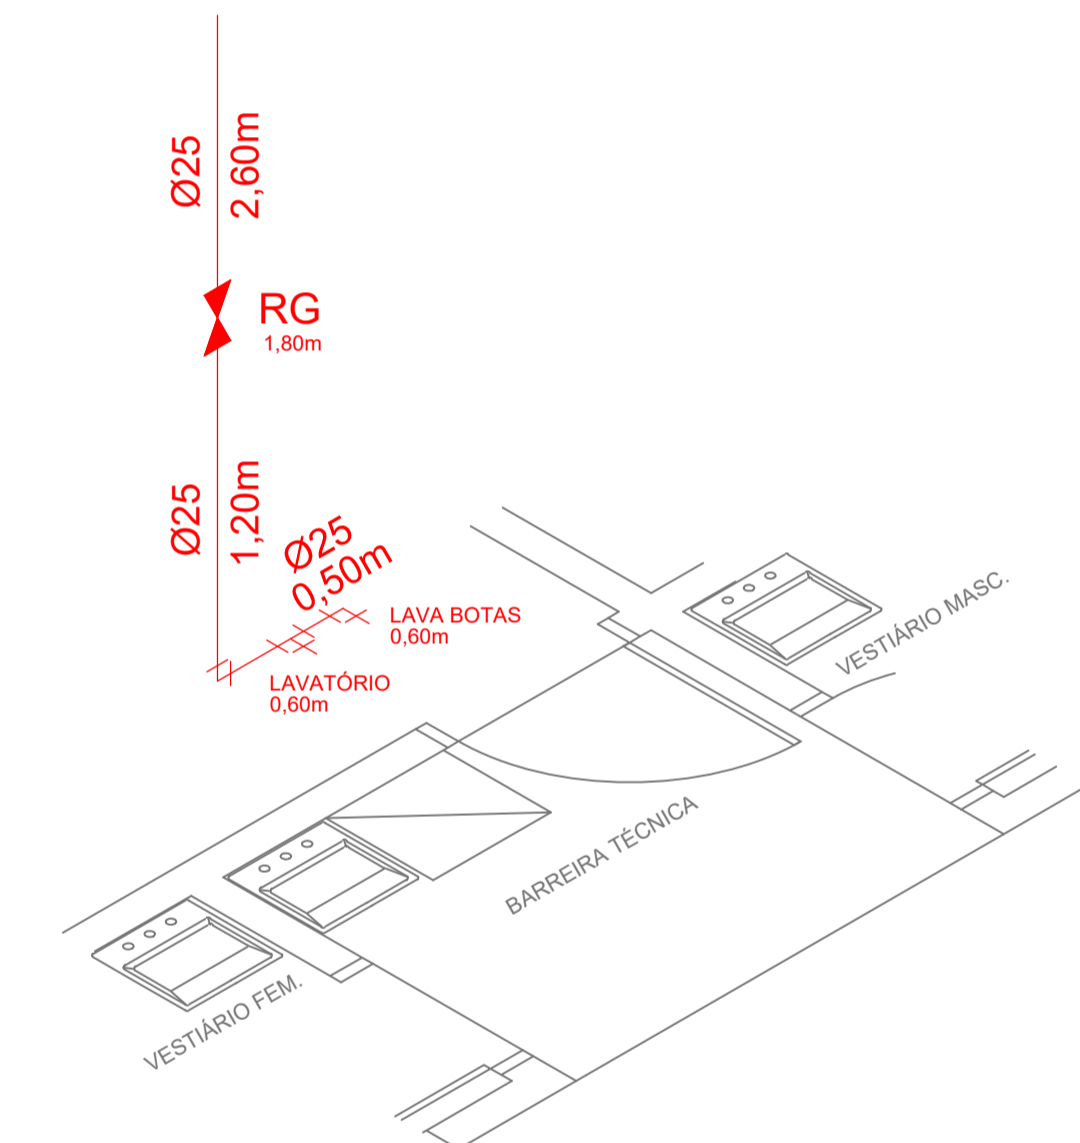 Ø25
2,60m
RG
1,80m
Ø25
1,20m
Ø25
0,50m
LAVA BOTAS
0,60m
LAVATÓRIO
0,60m
VESTIÁRIO MASC.
BARREIRA TÉCNICA
VESTIÁRIO FEM.